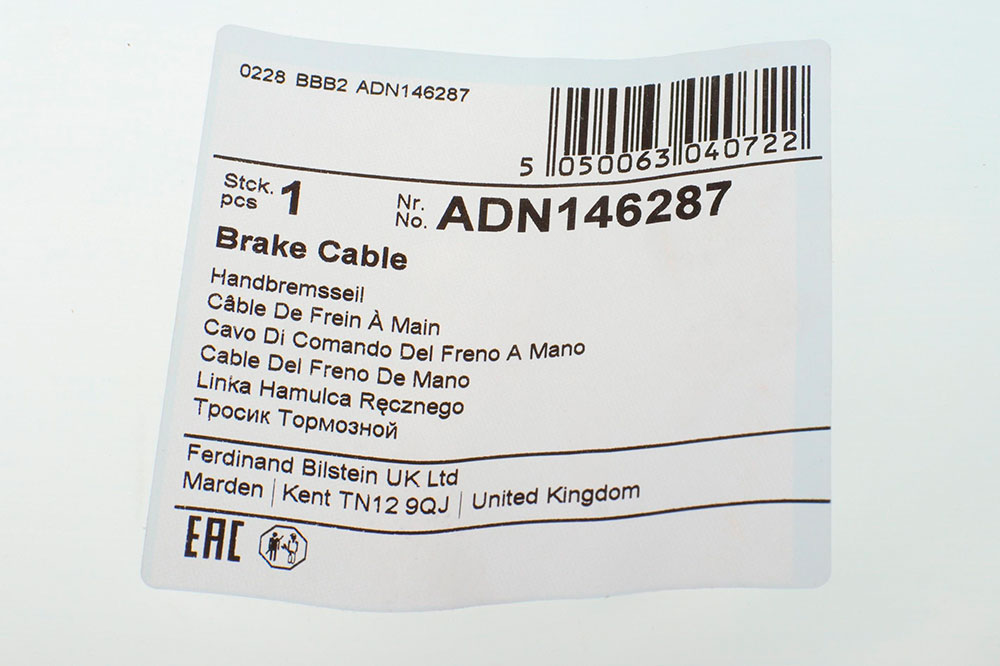 0228 BBB2 ADN146287
5 050063 040722
Stck. pcs 1 Nr. No. ADN146287
Brake Cable
Handbremsseil
Câble De Frein À Main
Cavo Di Comando Del Freno A Mano
Cable Del Freno De Mano
Linka Hamulca Ręcznego
Тросик Тормозной
Ferdinand Bilstein UK Ltd
Marden | Kent TN12 9QJ | United Kingdom
EAC